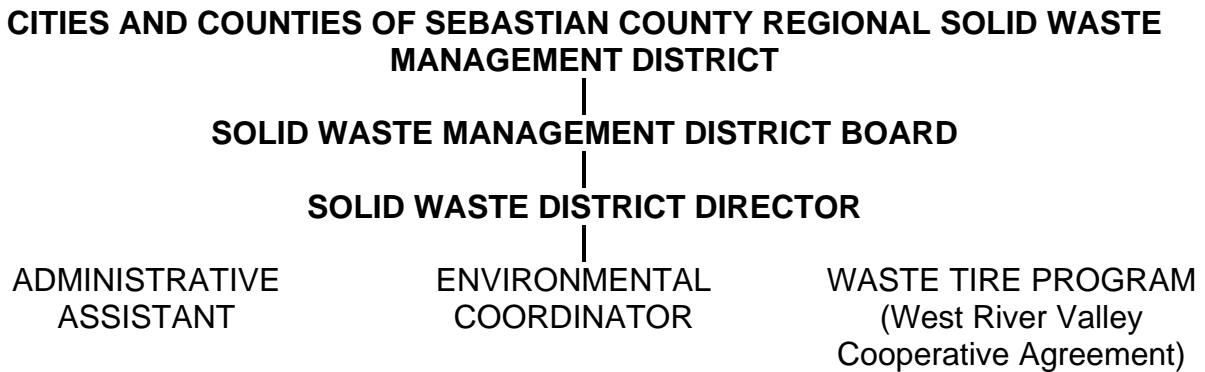 CITIES AND COUNTIES OF SEBASTIAN COUNTY REGIONAL SOLID WASTE
MANAGEMENT DISTRICT
SOLID WASTE MANAGEMENT DISTRICT BOARD
SOLID WASTE DISTRICT DIRECTOR
ADMINISTRATIVE
ASSISTANT
ENVIRONMENTAL
COORDINATOR
WASTE TIRE PROGRAM
(West River Valley
Cooperative Agreement)